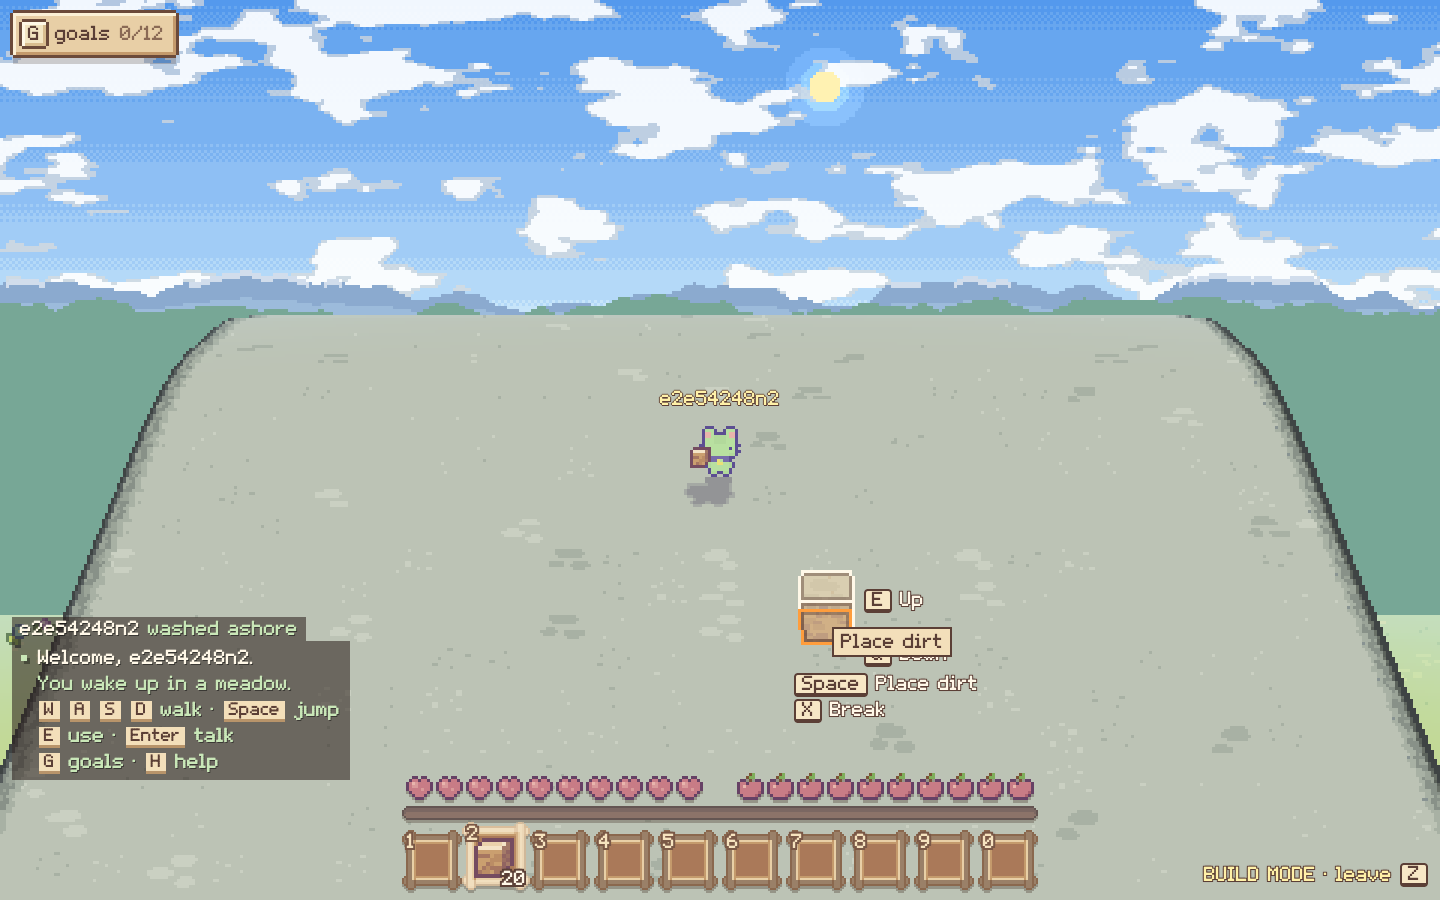 G goals 0/12
e2e54248n2
E Up
Place dirt
Space Place dirt
X Break
e2e54248n2 washed ashore
Welcome, e2e54248n2.
You wake up in a meadow.
W A S D walk · Space jump
E use · Enter talk
G goals · H help
1 2 3 4 5 6 7 8 9 0
20
BUILD MODE · leave Z